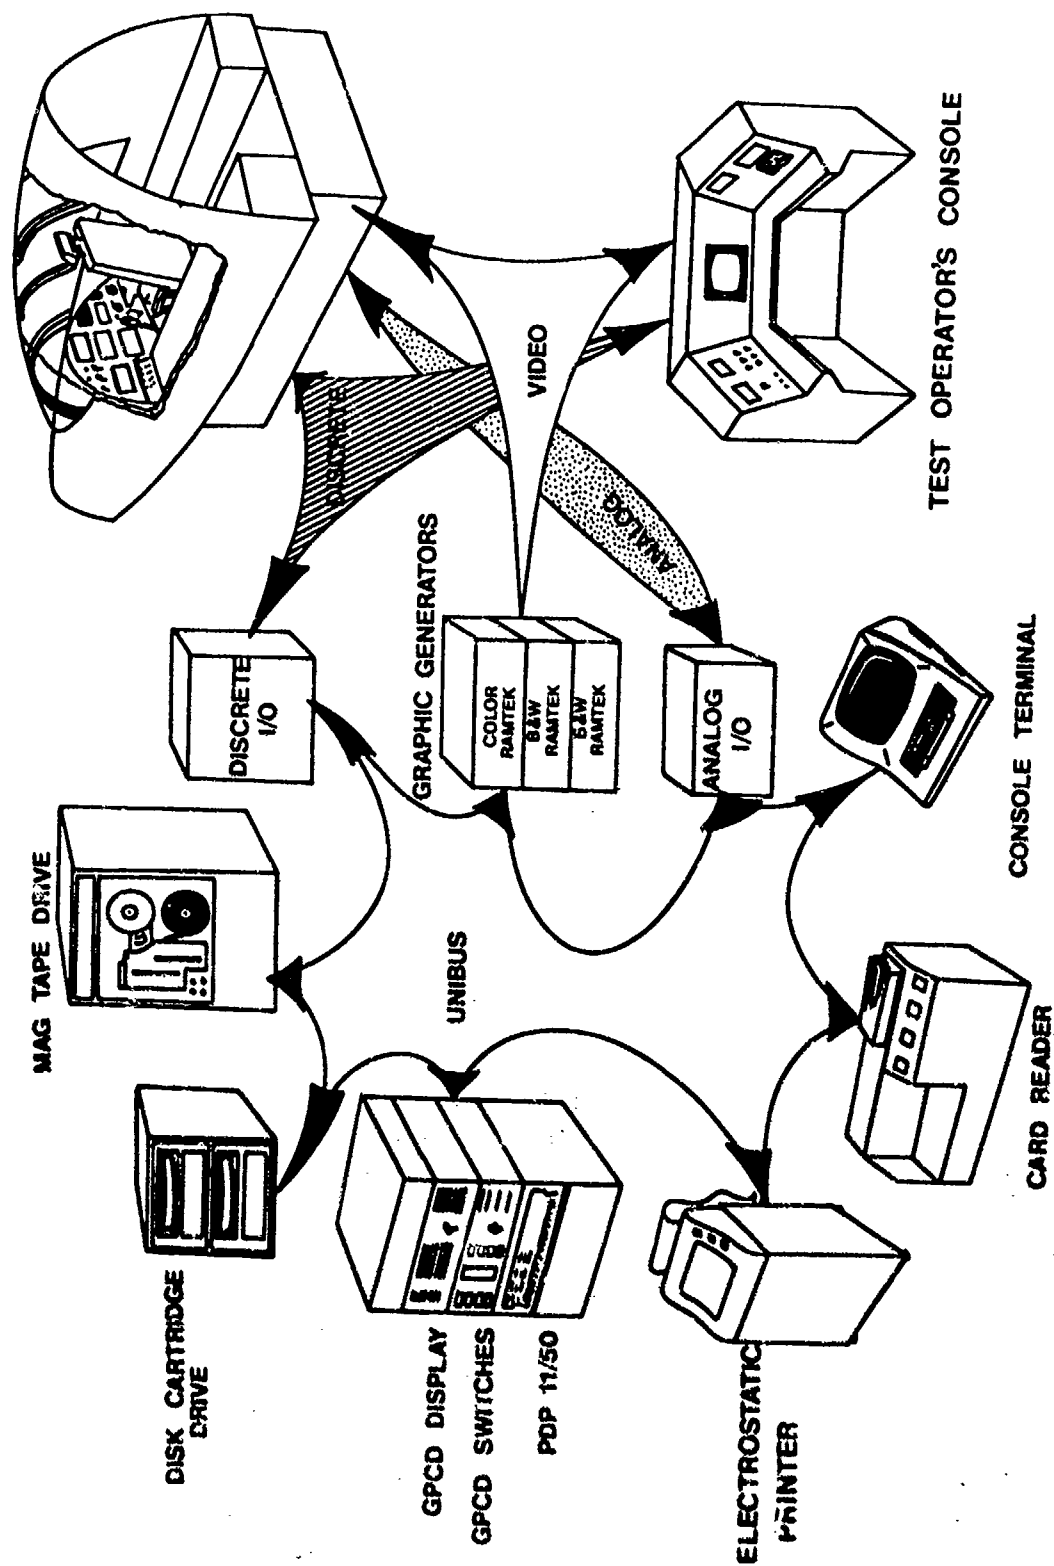 DISK CARTRIDGE
DRIVE
MAG TAPE DRIVE
DISCRETE
I/O
DISCRETE
GPCD DISPLAY
GPCD SWITCHES
PDP 11/50
UNIBUS
GRAPHIC GENERATORS
COLOR
RAMTEK
B&W
RAMTEK
B&W
RAMTEK
VIDEO
ANALOG
ANALOG
I/O
ELECTROSTATIC
PRINTER
CARD READER
CONSOLE TERMINAL
TEST OPERATOR'S CONSOLE